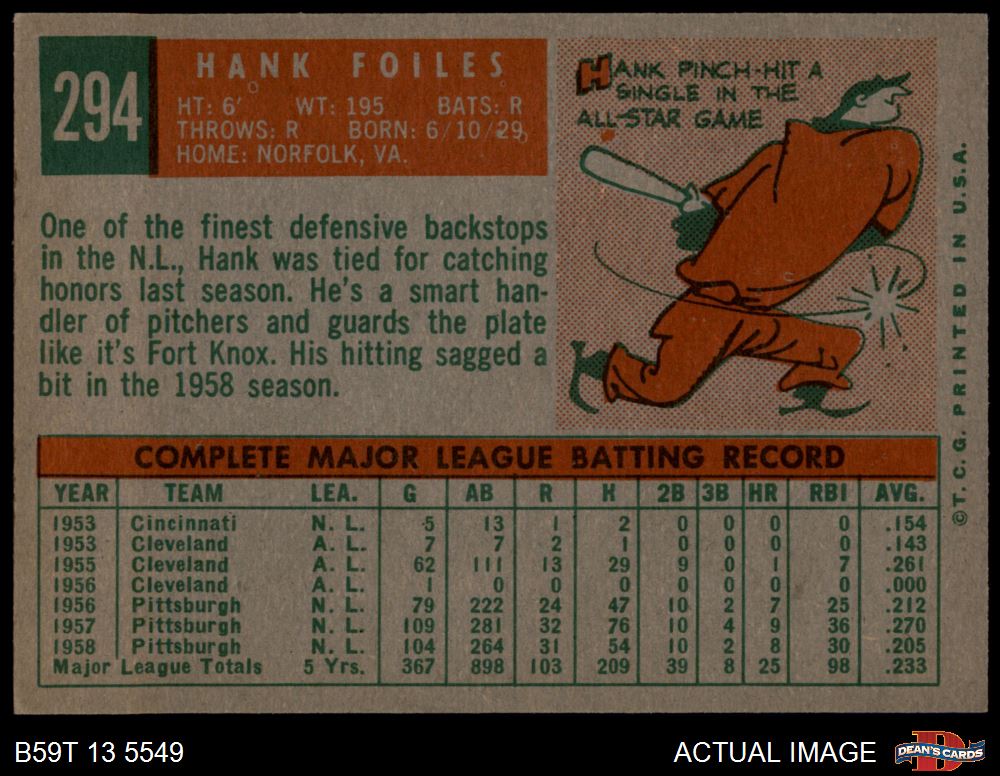 294
HANK FOILES
HT: 6' WT: 195 BATS: R
THROWS: R BORN: 6/10/29
HOME: NORFOLK, VA.
HANK PINCH-HIT A
SINGLE IN THE
ALL-STAR GAME
One of the finest defensive backstops
in the N.L., Hank was tied for catching
honors last season. He's a smart han-
dler of pitchers and guards the plate
like it's Fort Knox. His hitting sagged a
bit in the 1958 season.
COMPLETE MAJOR LEAGUE BATTING RECORD
YEAR TEAM LEA. G AB R H 2B 3B HR RBI AVG.
1953 Cincinnati N. L. 5 13 1 2 0 0 0 0 .154
1953 Cleveland A. L. 7 7 2 1 0 0 0 0 .143
1955 Cleveland A. L. 62 111 13 29 9 0 1 7 .261
1956 Cleveland A. L. 1 0 0 0 0 0 0 0 .000
1956 Pittsburgh N. L. 79 222 24 47 10 2 7 25 .212
1957 Pittsburgh N. L. 109 281 32 76 10 4 9 36 .270
1958 Pittsburgh N. L. 104 264 31 54 10 2 8 30 .205
Major League Totals 5 Yrs. 367 898 103 209 39 8 25 98 .233
©T.C.G. PRINTED IN U.S.A.
B59T 13 5549
ACTUAL IMAGE
DEAN'S CARDS